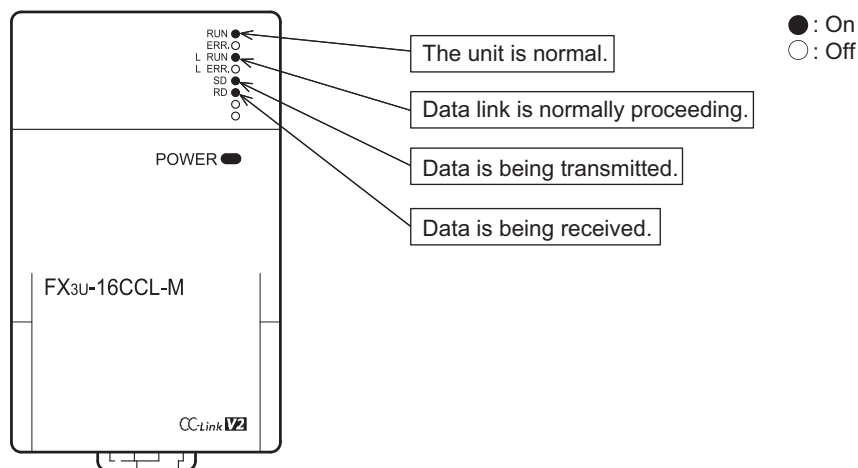 RUN
ERR.
L RUN
L ERR.
SD
RD
The unit is normal.
Data link is normally proceeding.
Data is being transmitted.
Data is being received.
: On
: Off
POWER
FX3U-16CCL-M
CC-Link V2